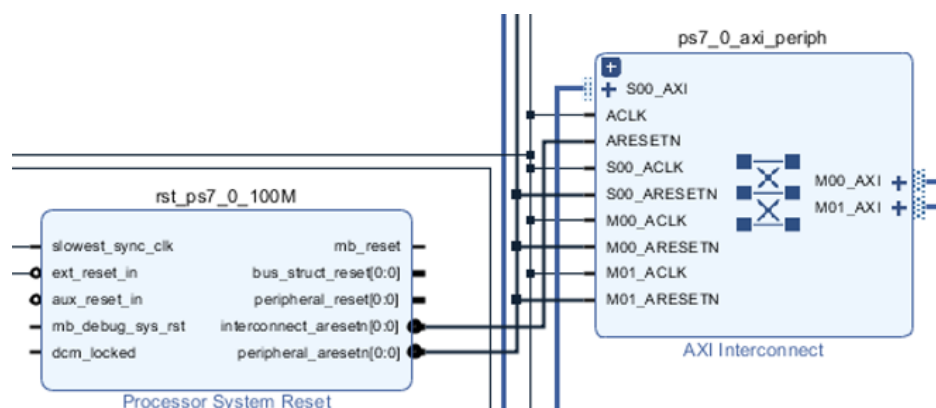 ps7_0_axi_periph
S00_AXI
ACLK
ARESETN
S00_ACLK
S00_ARESETN
M00_ACLK
M00_ARESETN
M01_ACLK
M01_ARESETN
M00_AXI
M01_AXI
AXI Interconnect
rst_ps7_0_100M
slowest_sync_clk
ext_reset_in
aux_reset_in
mb_debug_sys_rst
dcm_locked
mb_reset
bus_struct_reset[0:0]
peripheral_reset[0:0]
interconnect_aresetn[0:0]
peripheral_aresetn[0:0]
Processor System Reset